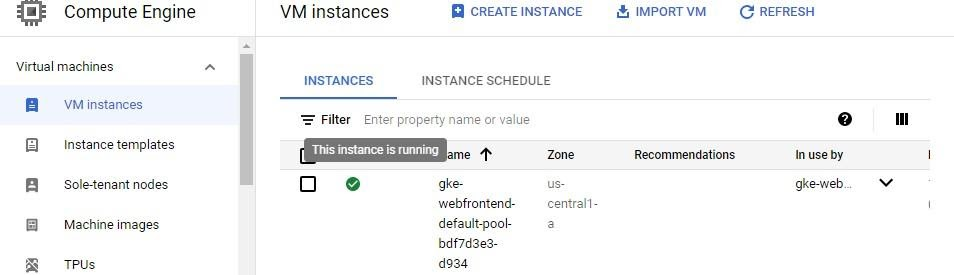 Compute Engine
VM instances
CREATE INSTANCE
IMPORT VM
REFRESH
Virtual machines
VM instances
Instance templates
Sole-tenant nodes
Machine images
TPUs
INSTANCES
INSTANCE SCHEDULE
Filter Enter property name or value
This instance is running
ame Zone Recommendations In use by
gke-
webfrontend-
default-pool-
bdf7d3e3-
d934
us-
central1-
a
gke-web...